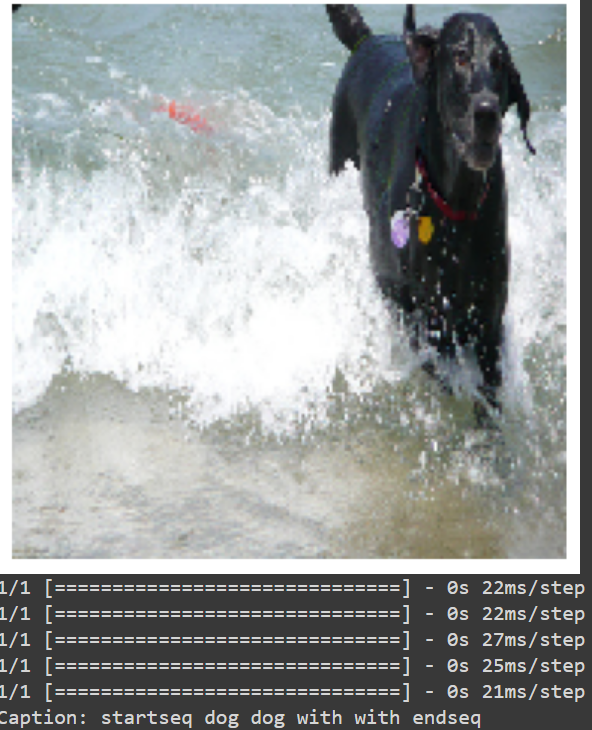 1/1 [==============================] - 0s 22ms/step
1/1 [==============================] - 0s 22ms/step
1/1 [==============================] - 0s 27ms/step
1/1 [==============================] - 0s 25ms/step
1/1 [==============================] - 0s 21ms/step
Caption: startseq dog dog with with endseq